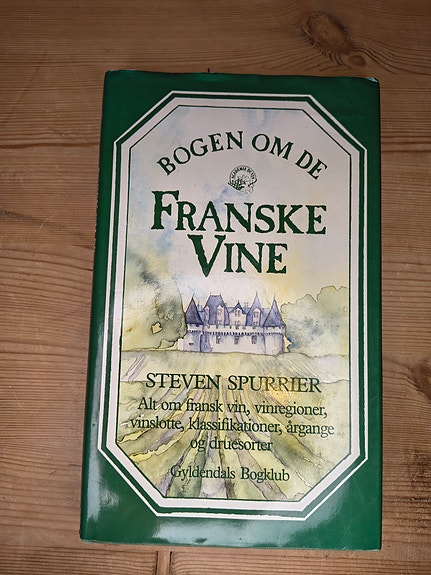 BOGEN OM DE
FRANSKE
VINE
STEVEN SPURRIER
Alt om fransk vin, vinregioner,
vinslotte, klassifikationer, årgange
og druesorter
Gyldendals Bogklub